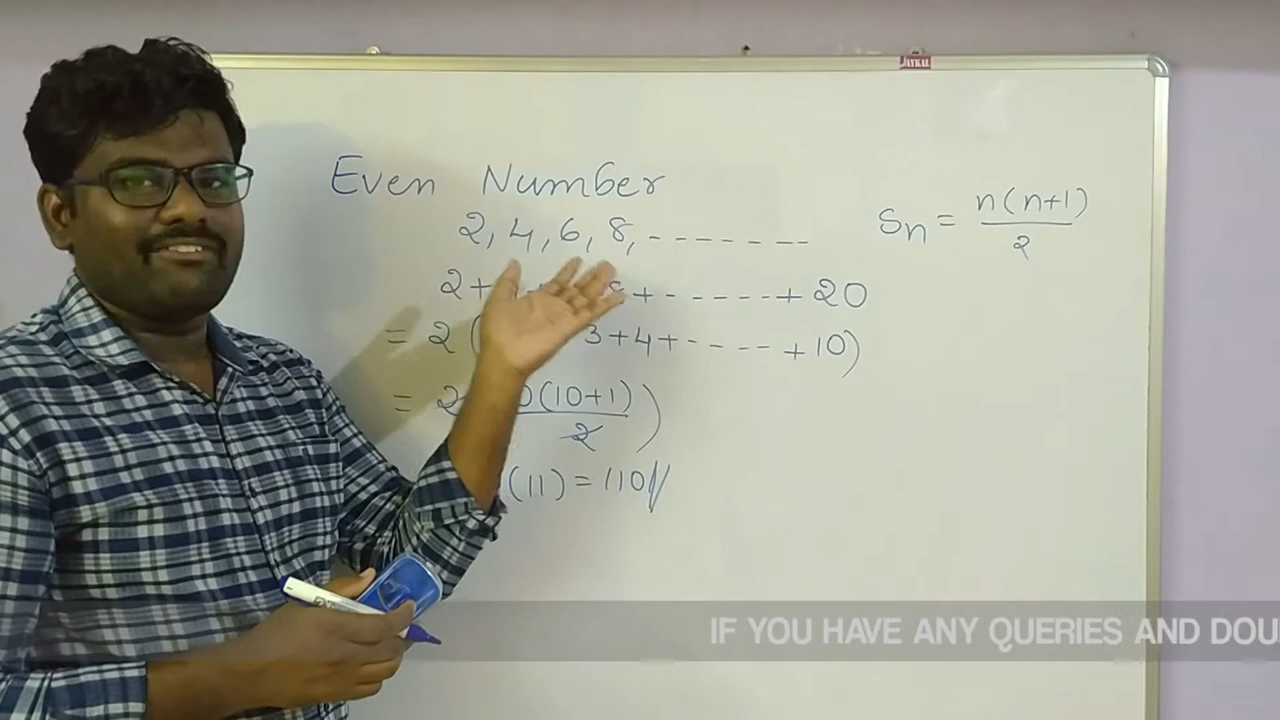 JAYKAL
Even Number
2, 4, 6, 8, --------
Sn = n(n+1)/2
2+ + ------+ 20
= 2 ( 3+4+---- +10)
= 2 0(10+1)/2 )
(11) = 110//
IF YOU HAVE ANY QUERIES AND DOU